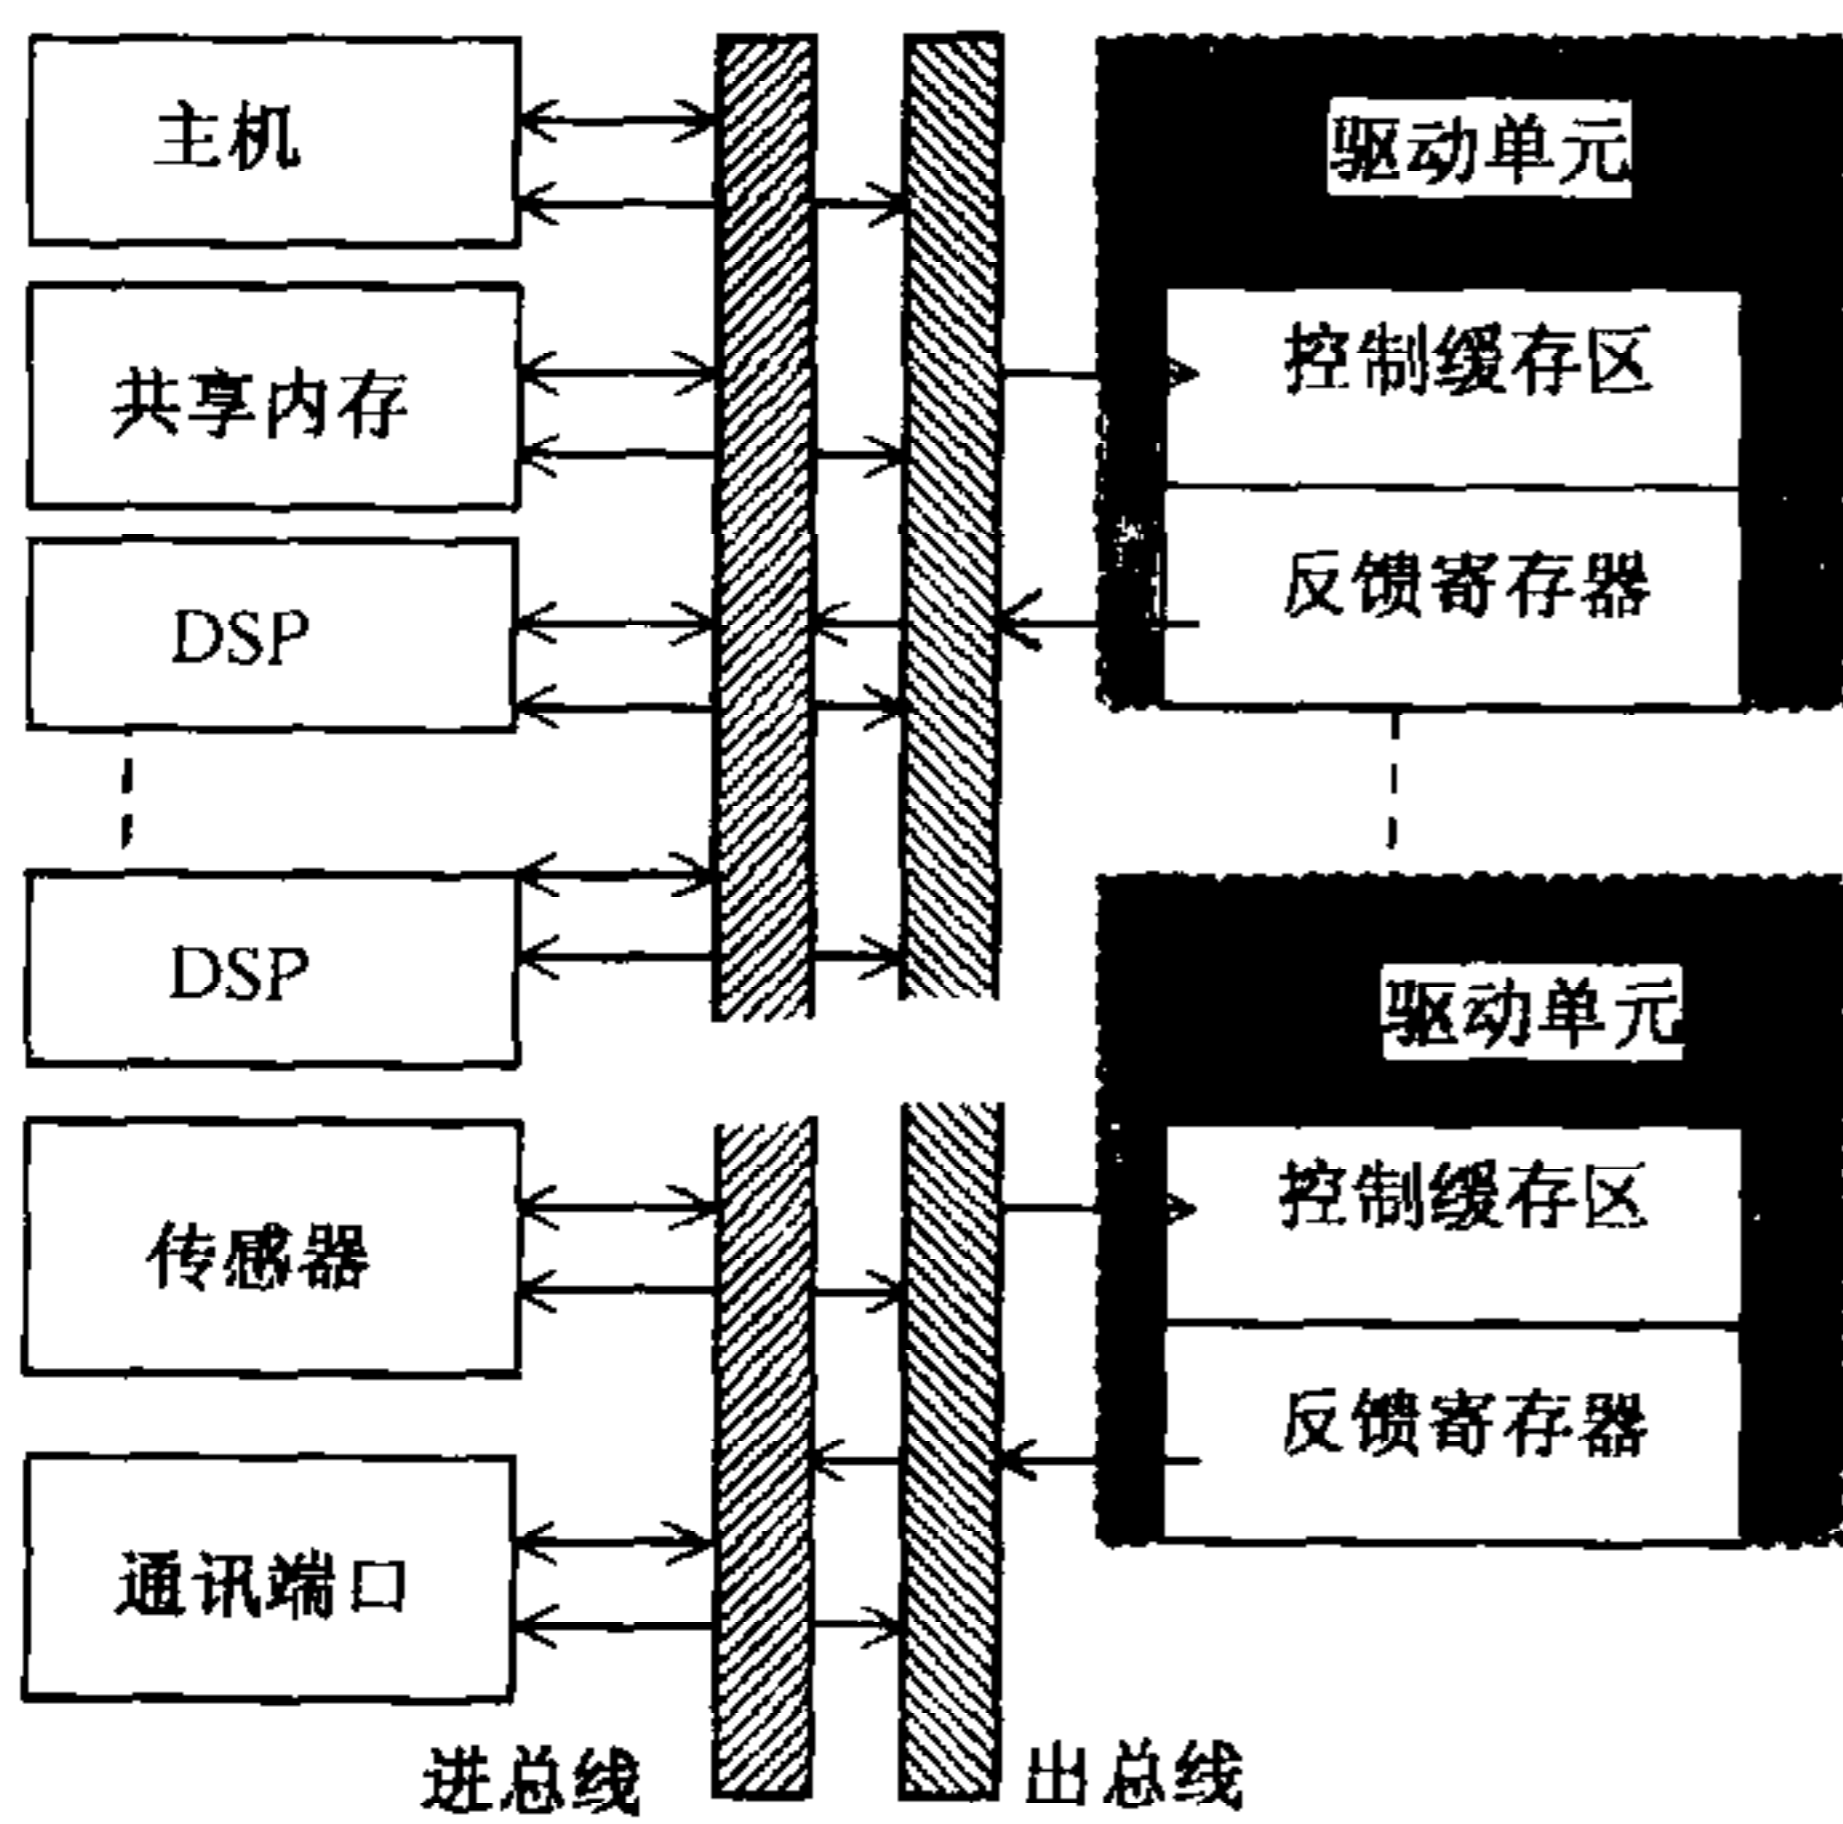 主机
共享内存
DSP
DSP
传感器
通讯端口
进总线
出总线
驱动单元
控制缓存区
反馈寄存器
驱动单元
控制缓存区
反馈寄存器